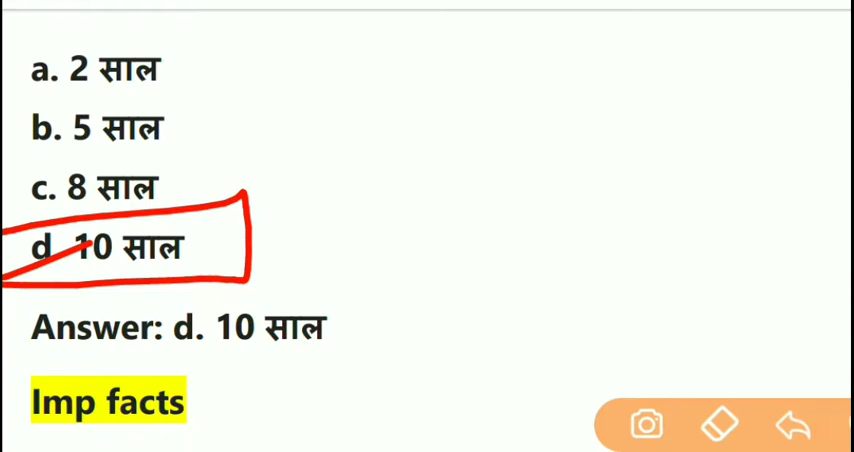 a. 2 साल
b. 5 साल
c. 8 साल
d 10 साल
Answer: d. 10 साल
Imp facts